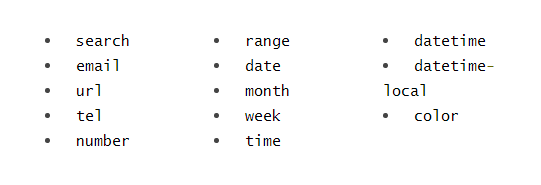 search
email
url
tel
number
range
date
month
week
time
datetime
datetime-
local
color